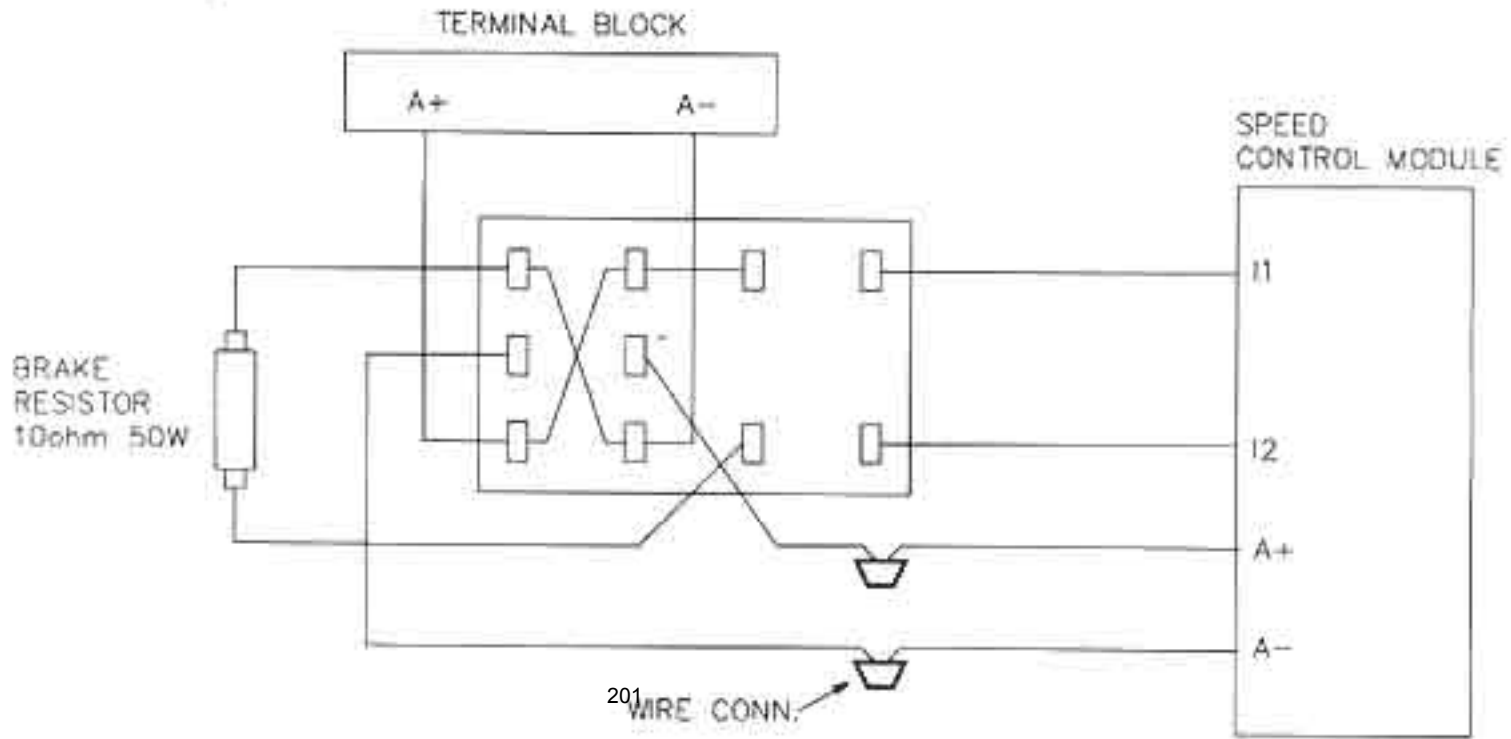 TERMINAL BLOCK
A+ A-
SPEED
CONTROL MODULE
I1
BRAKE
RESISTOR
10ohm 50W
-
I2
A+
A-
201
WIRE CONN.